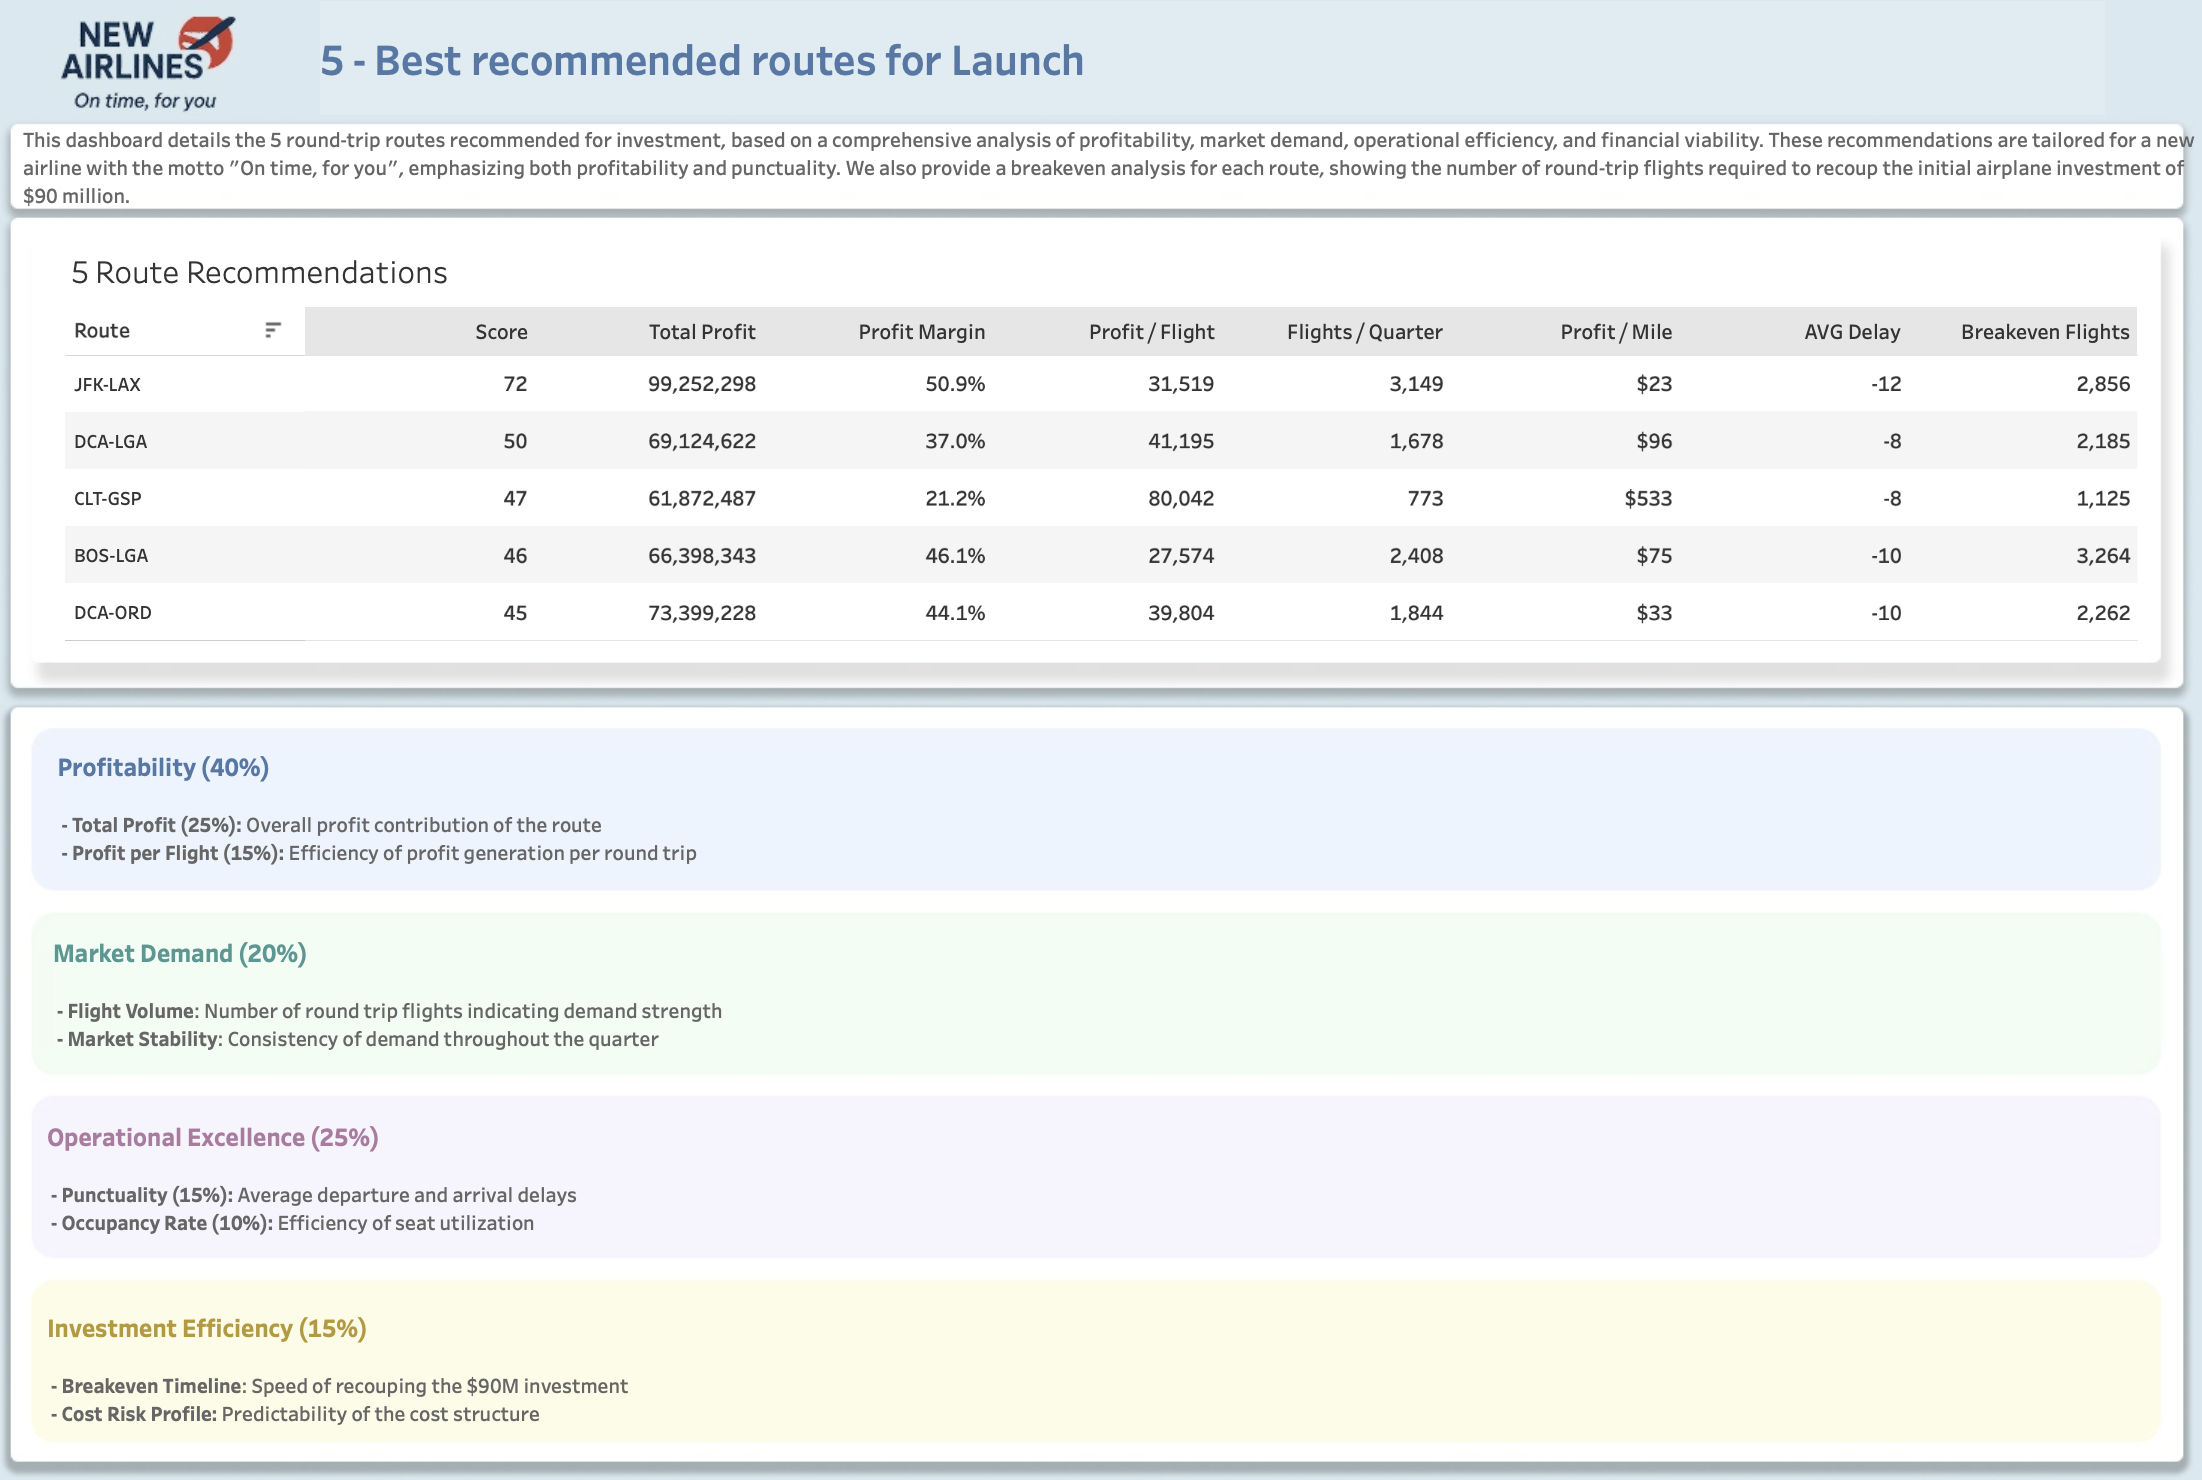 NEW
AIRLINES
On time, for you
5 - Best recommended routes for Launch
This dashboard details the 5 round-trip routes recommended for investment, based on a comprehensive analysis of profitability, market demand, operational efficiency, and financial viability. These recommendations are tailored for a new
airline with the motto "On time, for you", emphasizing both profitability and punctuality. We also provide a breakeven analysis for each route, showing the number of round-trip flights required to recoup the initial airplane investment of
$90 million.
5 Route Recommendations
Route Score Total Profit Profit Margin Profit / Flight Flights / Quarter Profit / Mile AVG Delay Breakeven Flights
JFK-LAX 72 99,252,298 50.9% 31,519 3,149 $23 -12 2,856
DCA-LGA 50 69,124,622 37.0% 41,195 1,678 $96 -8 2,185
CLT-GSP 47 61,872,487 21.2% 80,042 773 $533 -8 1,125
BOS-LGA 46 66,398,343 46.1% 27,574 2,408 $75 -10 3,264
DCA-ORD 45 73,399,228 44.1% 39,804 1,844 $33 -10 2,262
Profitability (40%)
- Total Profit (25%): Overall profit contribution of the route
- Profit per Flight (15%): Efficiency of profit generation per round trip
Market Demand (20%)
- Flight Volume: Number of round trip flights indicating demand strength
- Market Stability: Consistency of demand throughout the quarter
Operational Excellence (25%)
- Punctuality (15%): Average departure and arrival delays
- Occupancy Rate (10%): Efficiency of seat utilization
Investment Efficiency (15%)
- Breakeven Timeline: Speed of recouping the $90M investment
- Cost Risk Profile: Predictability of the cost structure